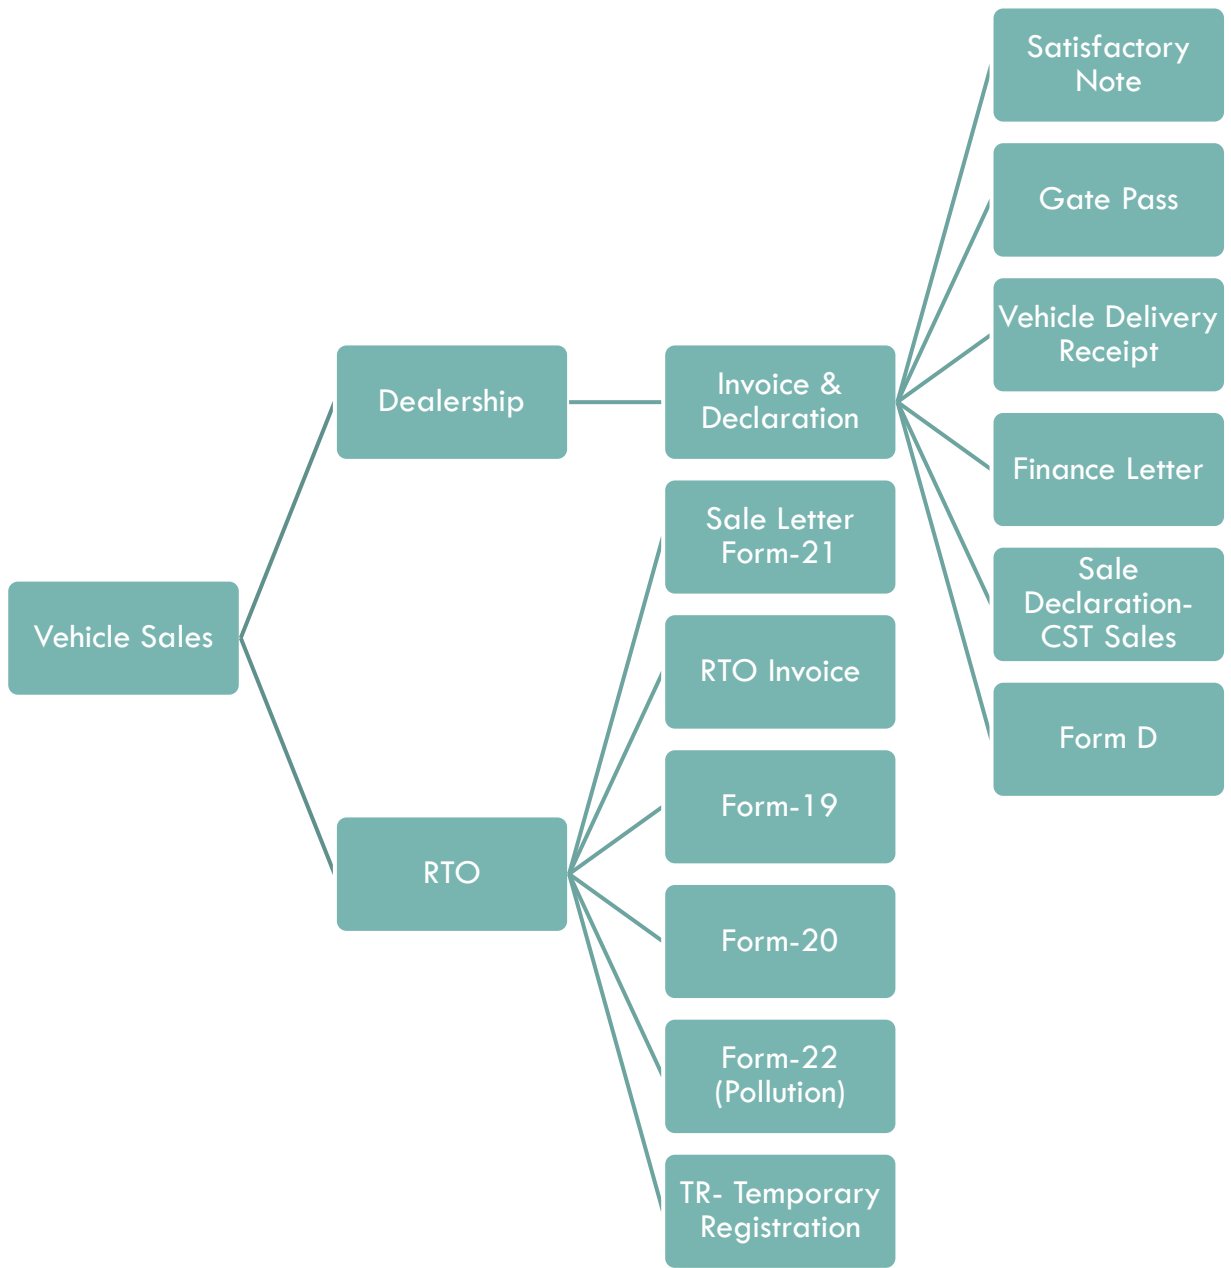 Vehicle Sales
Dealership
Invoice &
Declaration
Satisfactory
Note
Gate Pass
Vehicle Delivery
Receipt
Finance Letter
Sale
Declaration-
CST Sales
Form D
RTO
Sale Letter
Form-21
RTO Invoice
Form-19
Form-20
Form-22
(Pollution)
TR- Temporary
Registration